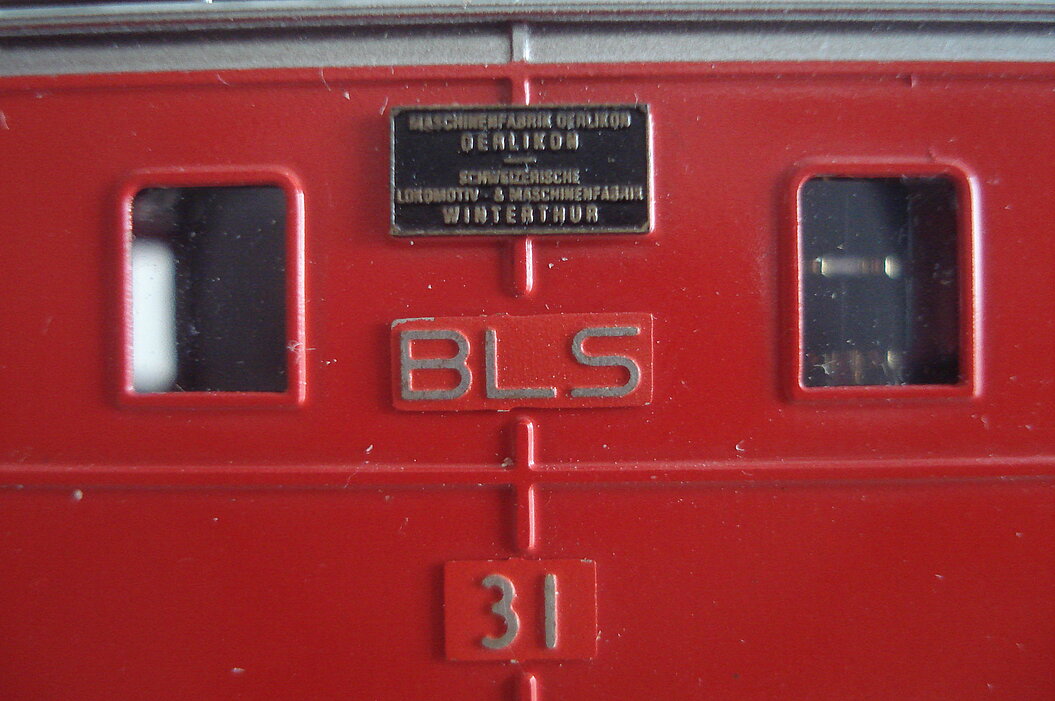 MASCHINENFABRIK OERLIKON
OERLIKON
SCHWEIZERISCHE
LOKOMOTIV - & MASCHINENFABRIK
WINTERTHUR
BLS
31